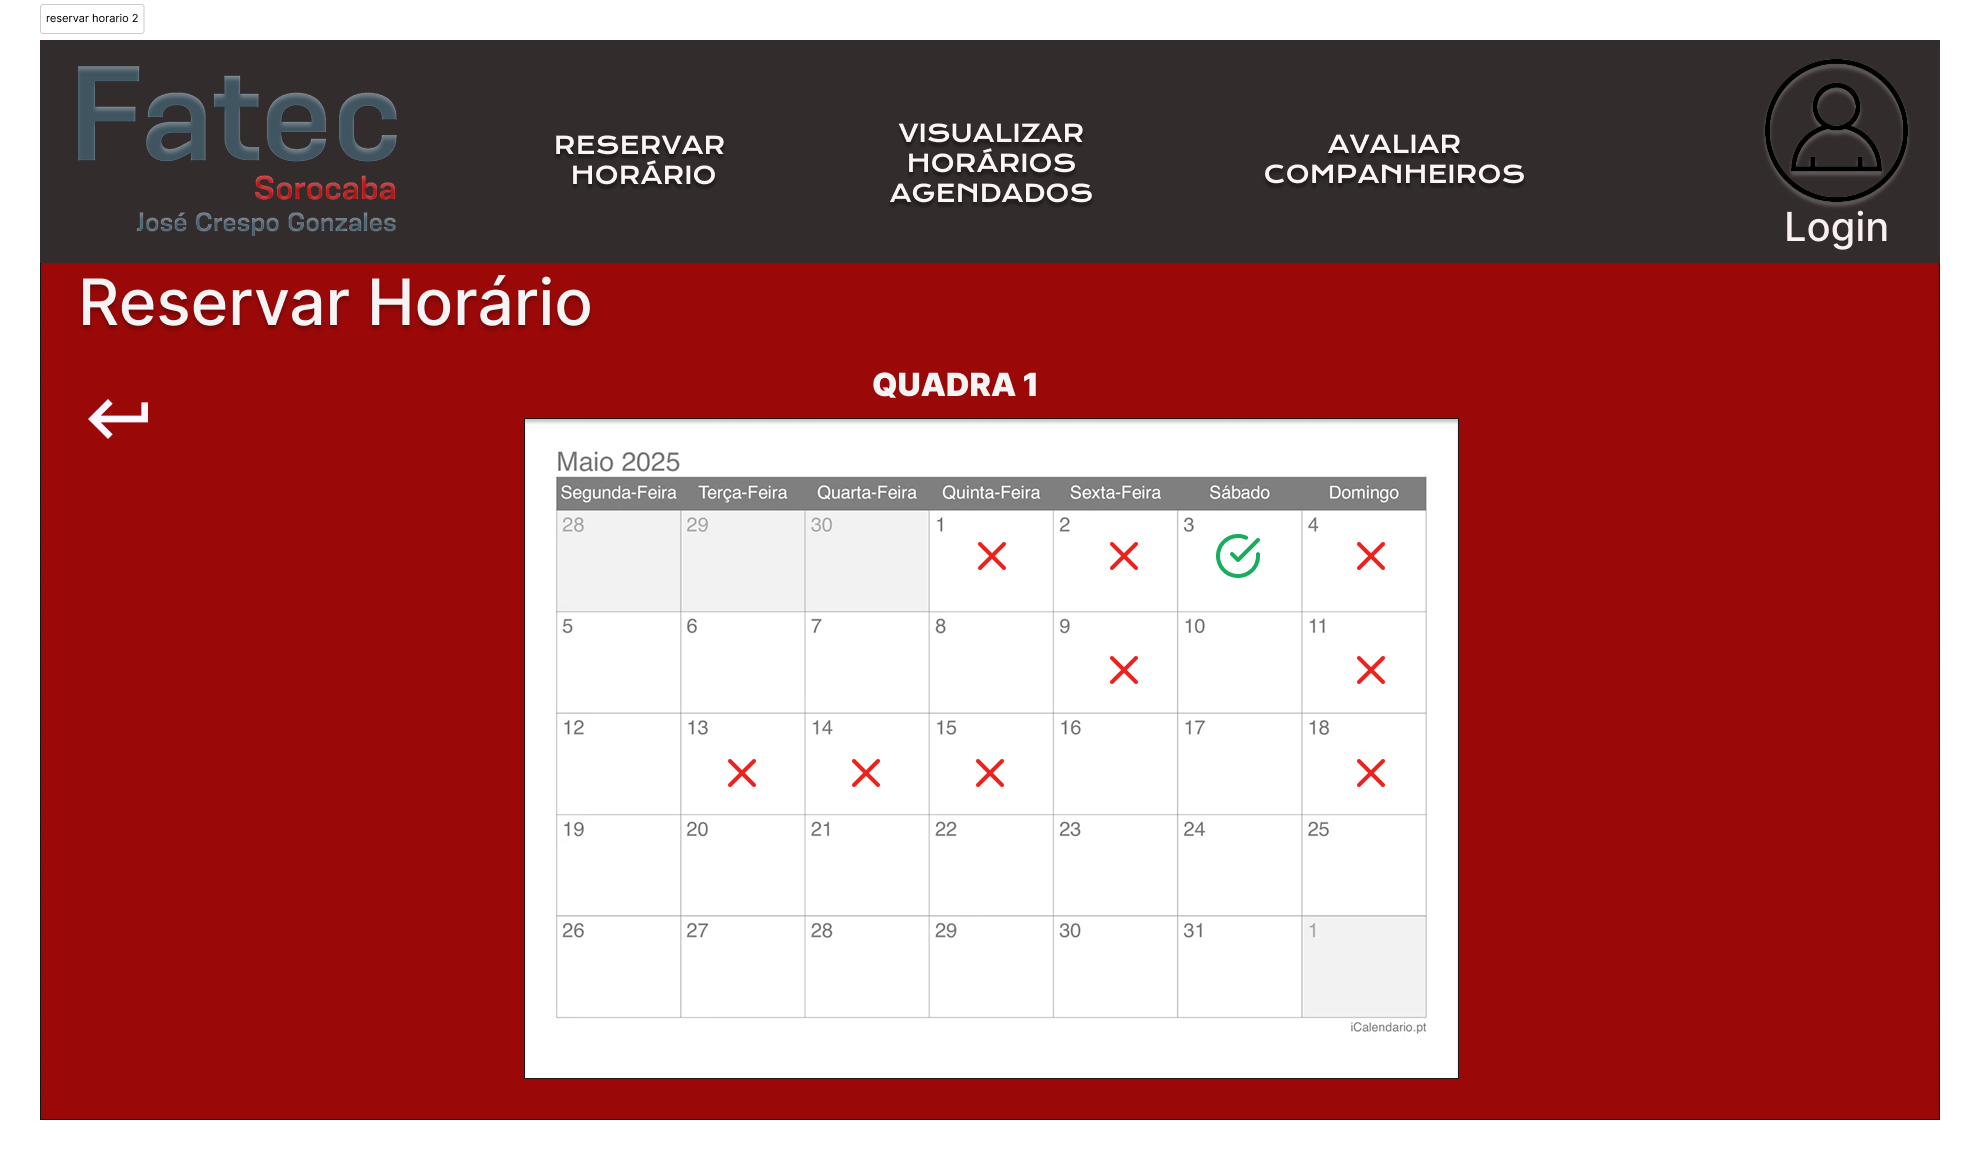 reservar horario 2
Fatec
Sorocaba
José Crespo Gonzales
RESERVAR
HORÁRIO
VISUALIZAR
HORÁRIOS
AGENDADOS
AVALIAR
COMPANHEIROS
Login
Reservar Horário
QUADRA 1
Maio 2025
Segunda-Feira Terça-Feira Quarta-Feira Quinta-Feira Sexta-Feira Sábado Domingo
28 29 30 1 2 3 4
5 6 7 8 9 10 11
12 13 14 15 16 17 18
19 20 21 22 23 24 25
26 27 28 29 30 31 1
iCalendario.pt